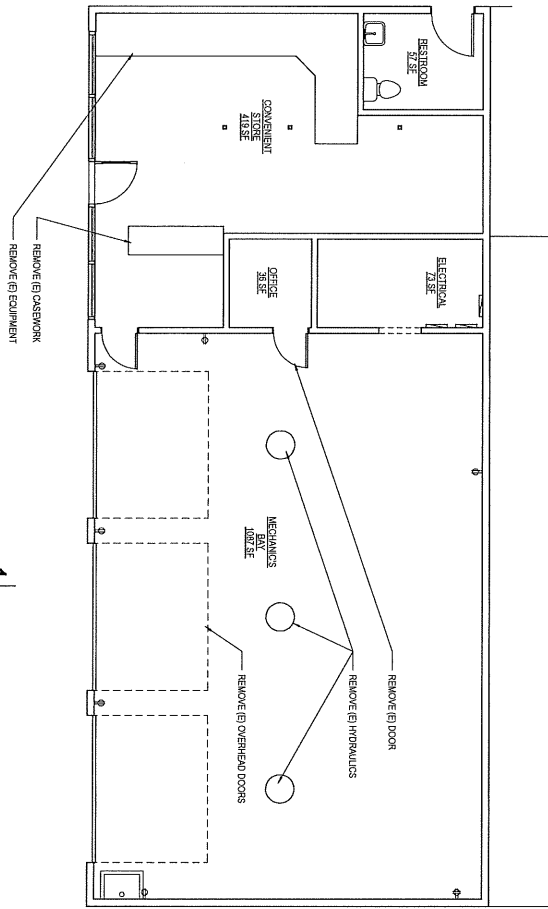 RESTROOM
57 SF
CONVENIENT
STORE
419 SF
ELECTRICAL
73 SF
OFFICE
36 SF
REMOVE (E) CASEWORK
REMOVE (E) EQUIPMENT
MECHANIC'S
BAY
1087 SF
REMOVE (E) DOOR
REMOVE (E) HYDRAULICS
REMOVE (E) OVERHEAD DOORS